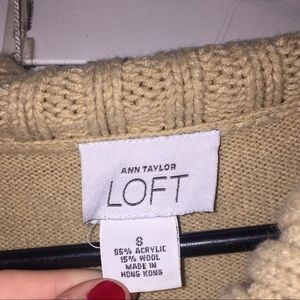 ANN TAYLOR
LOFT
S
85% ACRYLIC
15% WOOL
MADE IN
HONG KONG